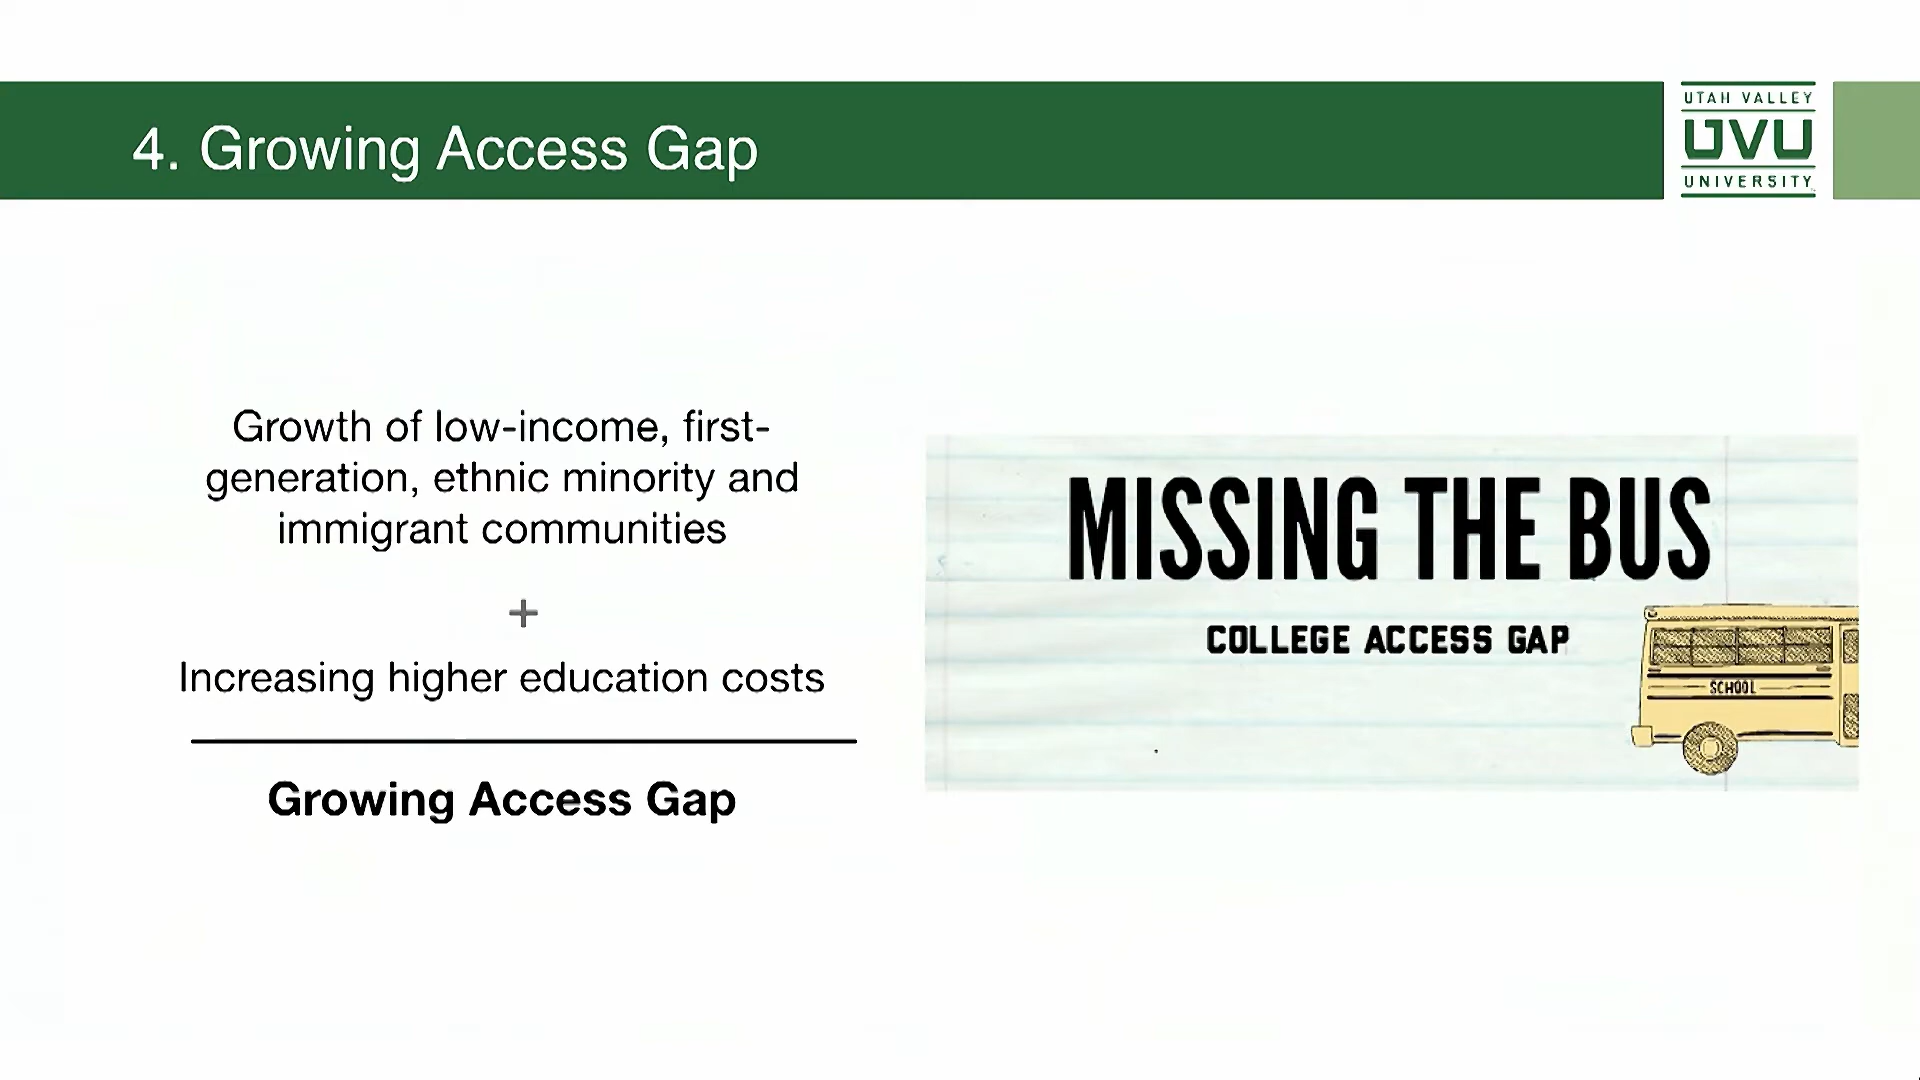 4. Growing Access Gap
UTAH VALLEY
UVU
UNIVERSITY
Growth of low-income, first-
generation, ethnic minority and
immigrant communities
+
Increasing higher education costs
Growing Access Gap
MISSING THE BUS
COLLEGE ACCESS GAP
SCHOOL